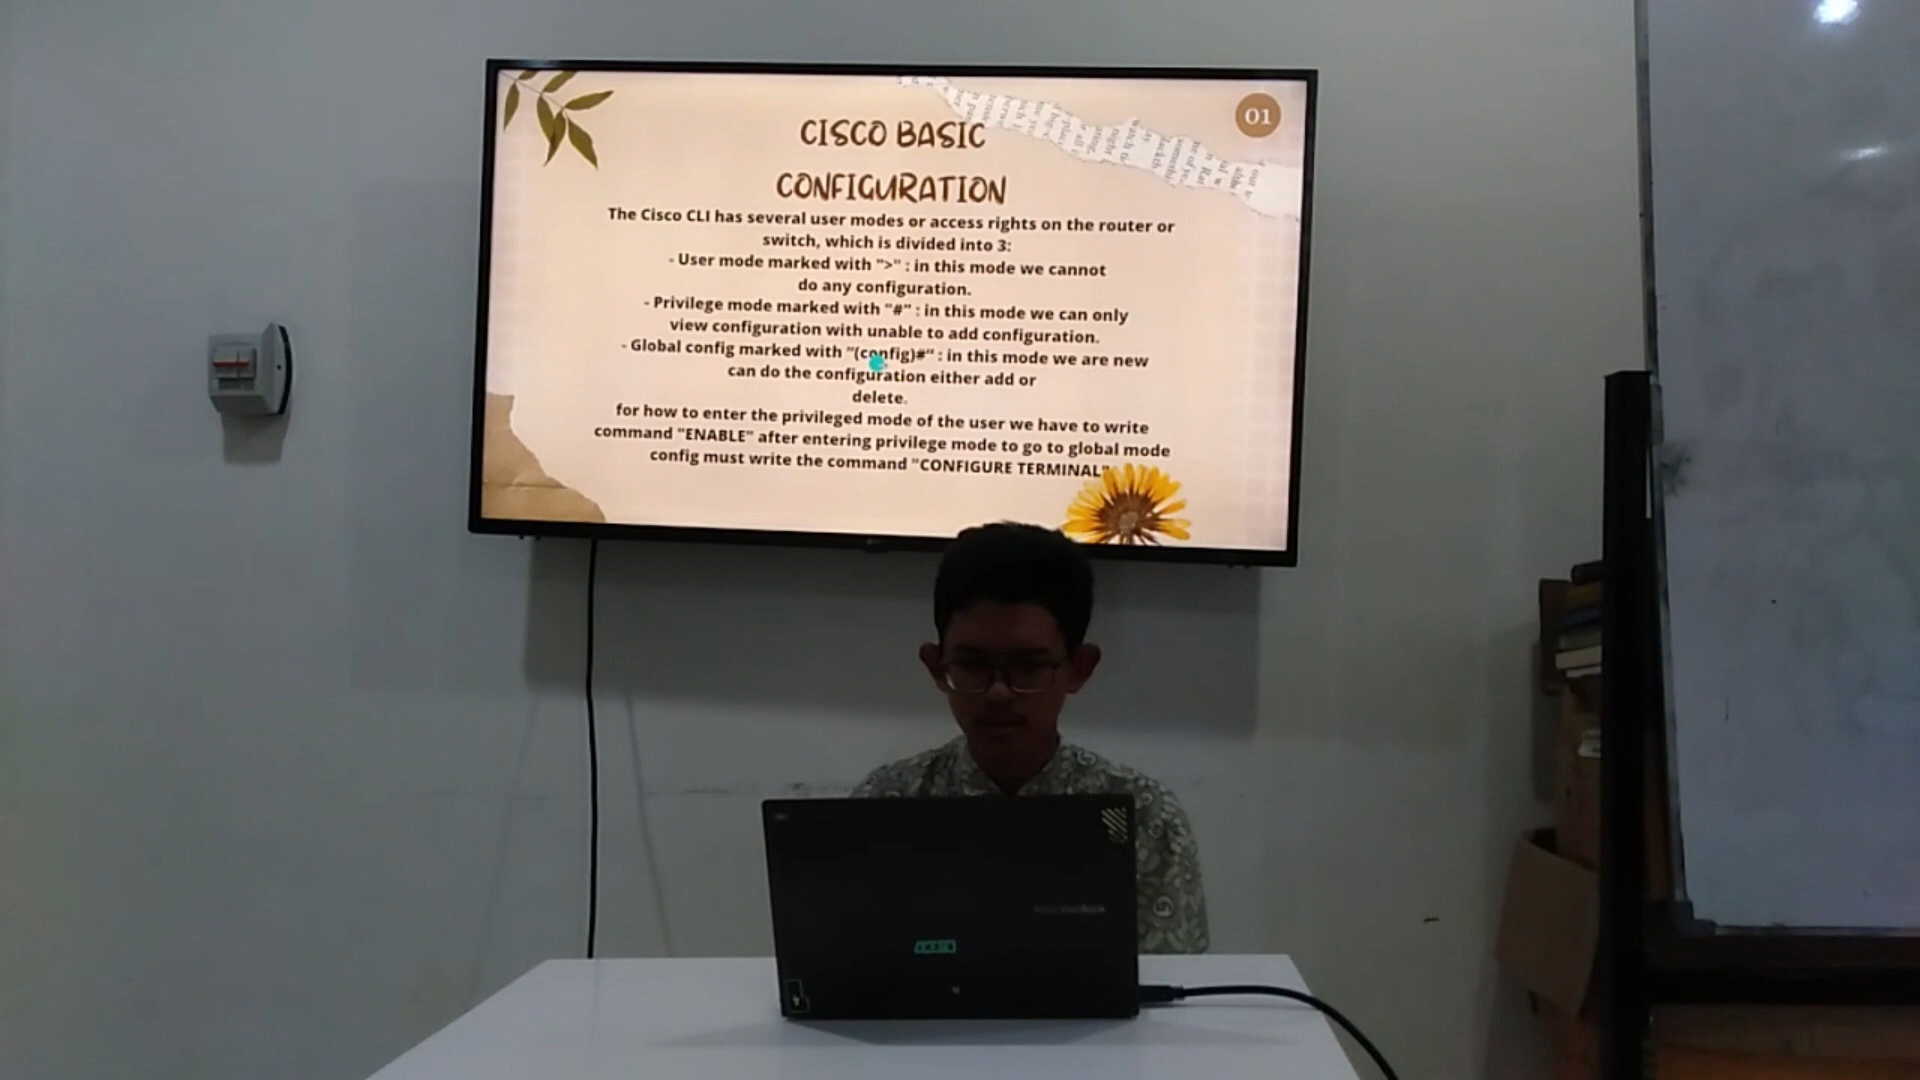 01
CISCO BASIC
CONFIGURATION
The Cisco CLI has several user modes or access rights on the router or
switch, which is divided into 3:
- User mode marked with ">" : in this mode we cannot
do any configuration.
- Privilege mode marked with "#" : in this mode we can only
view configuration with unable to add configuration.
- Global config marked with "(config)#" : in this mode we are new
can do the configuration either add or
delete.
for how to enter the privileged mode of the user we have to write
command "ENABLE" after entering privilege mode to go to global mode
config must write the command "CONFIGURE TERMINAL"